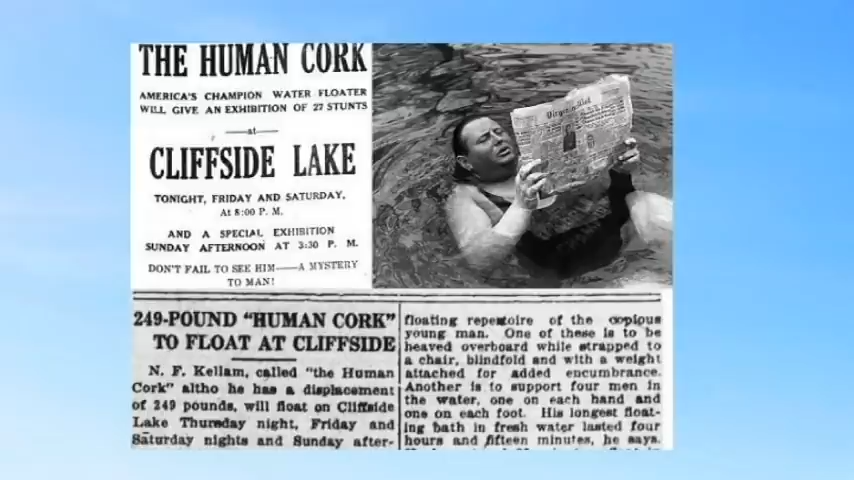 THE HUMAN CORK
AMERICA'S CHAMPION WATER FLOATER
WILL GIVE AN EXHIBITION OF 27 STUNTS
—at—
CLIFFSIDE LAKE
TONIGHT, FRIDAY AND SATURDAY,
At 8:00 P. M.
AND A SPECIAL EXHIBITION
SUNDAY AFTERNOON AT 3:30 P. M.
DON'T FAIL TO SEE HIM——A MYSTERY
TO MAN!
249-POUND "HUMAN CORK"
TO FLOAT AT CLIFFSIDE
N. F. Kellam, called "the Human
Cork" altho he has a displacement
of 249 pounds, will float on Cliffside
Lake Thursday night, Friday and
Saturday nights and Sunday after-
floating repertoire of the copious
young man. One of these is to be
heaved overboard while strapped to
a chair, blindfold and with a weight
attached for added encumbrance.
Another is to support four men in
the water, one on each hand and
one on each foot. His longest float-
ing bath in fresh water lasted four
hours and fifteen minutes, he says.